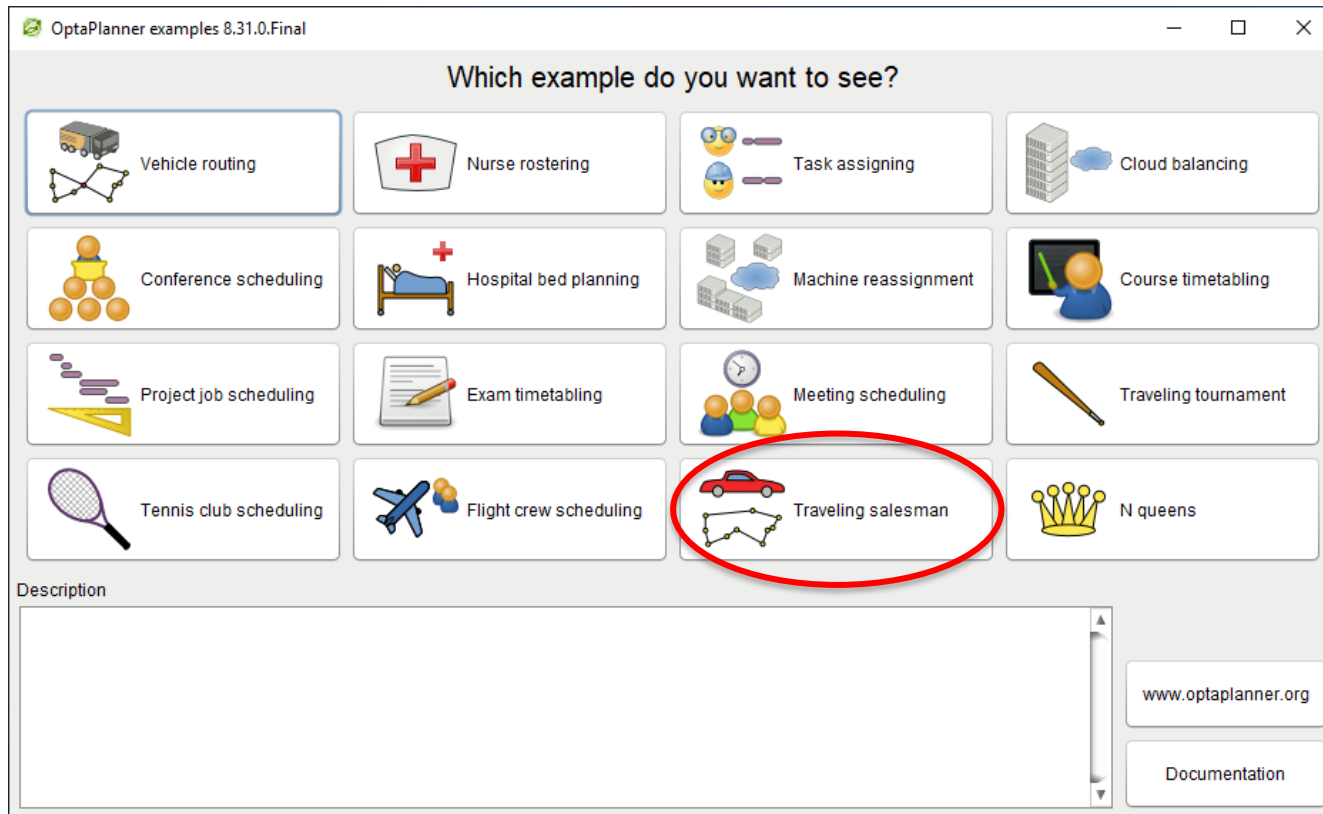 OptaPlanner examples 8.31.0.Final
Which example do you want to see?
Vehicle routing
Nurse rostering
Task assigning
Cloud balancing
Conference scheduling
Hospital bed planning
Machine reassignment
Course timetabling
Project job scheduling
Exam timetabling
Meeting scheduling
Traveling tournament
Tennis club scheduling
Flight crew scheduling
Traveling salesman
N queens
Description
www.optaplanner.org
Documentation